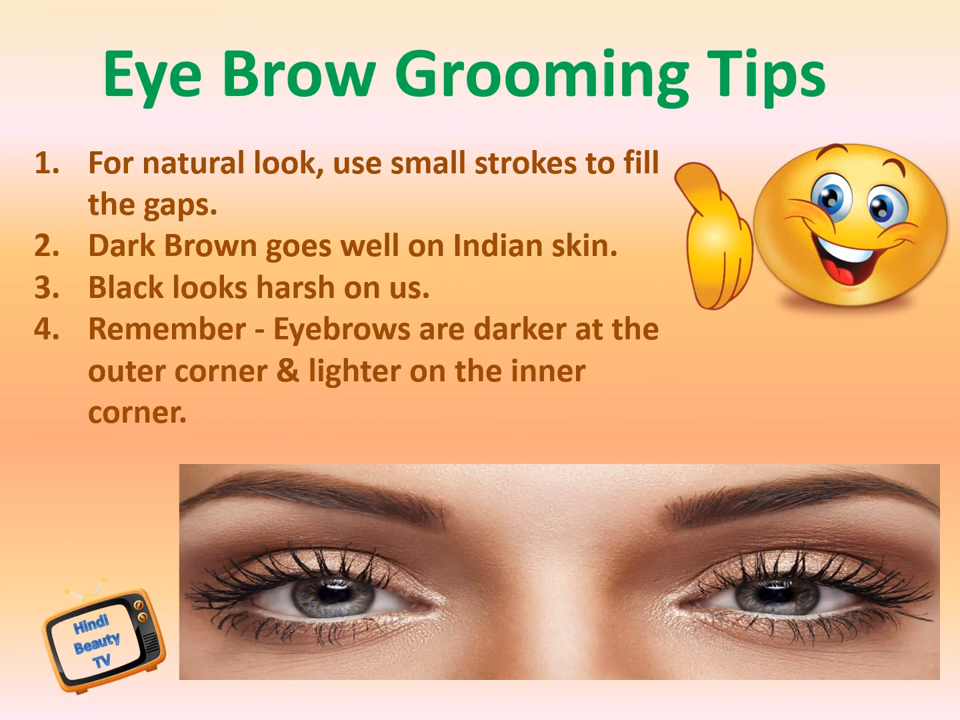 Eye Brow Grooming Tips
1. For natural look, use small strokes to fill
the gaps.
2. Dark Brown goes well on Indian skin.
3. Black looks harsh on us.
4. Remember - Eyebrows are darker at the
outer corner & lighter on the inner
corner.
Hindi
Beauty
TV